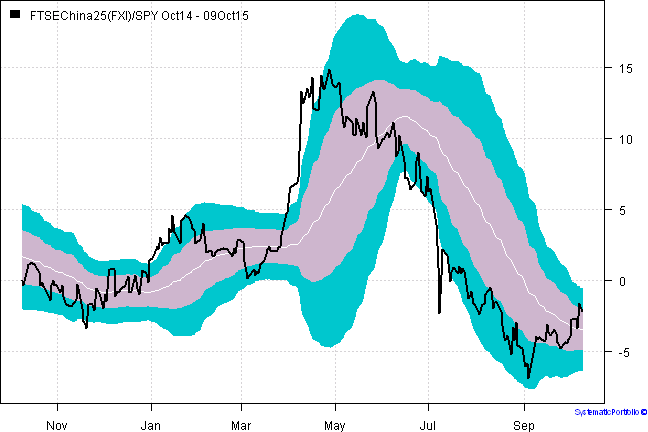 FTSEChina25(FXI)/SPY Oct14 - 09Oct15
15
10
5
0
-5
Nov Jan Mar May Jul Sep
SystematicPortfolio ©